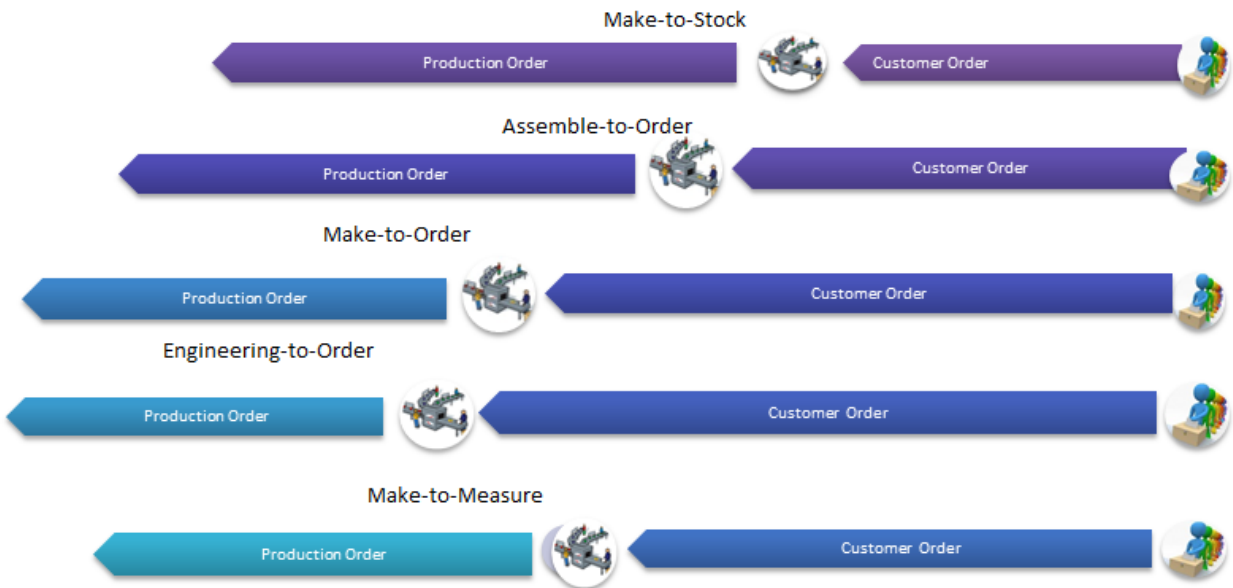 Make-to-Stock
Production Order
Customer Order
Assemble-to-Order
Production Order
Customer Order
Make-to-Order
Production Order
Customer Order
Engineering-to-Order
Production Order
Customer Order
Make-to-Measure
Production Order
Customer Order